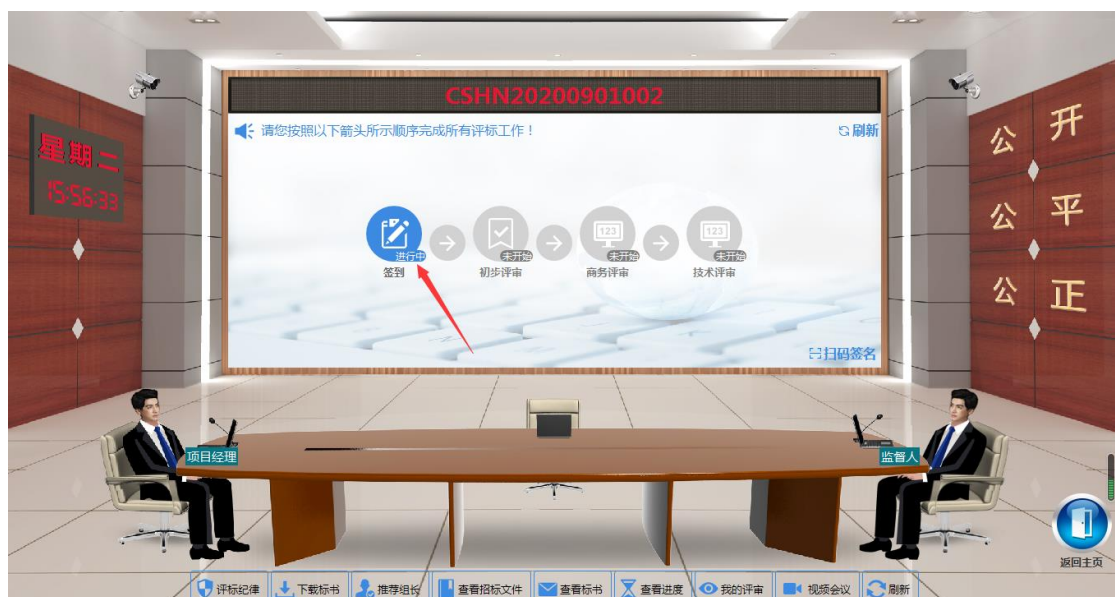 CSHN20200901002
请您按照以下箭头所示顺序完成所有评标工作！
刷新
星期二
15:56:33
公开
公平
公正
123
123
进行中
未开始
未开始
未开始
签到
初步评审
商务评审
技术评审
扫码签名
项目经理
监督人
返回主页
评标纪律
下载标书
推荐组长
查看招标文件
查看标书
查看进度
我的评审
视频会议
刷新